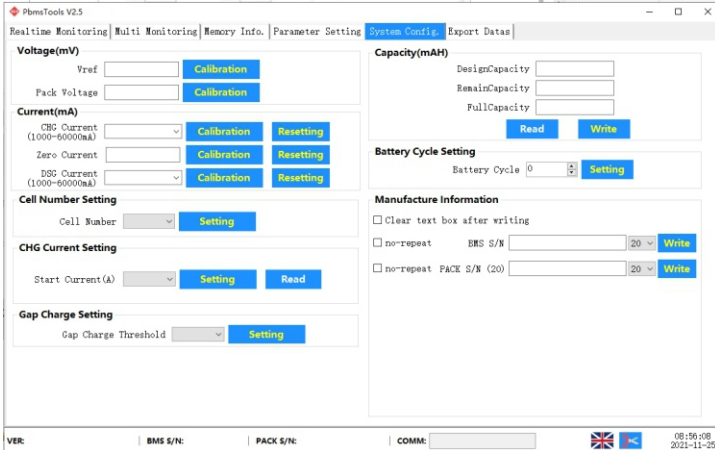 PbmsTools V2.5
Realtime Monitoring Multi Monitoring Memory Info. Parameter Setting System Config. Export Datas
Voltage(mV)
Vref Calibration
Pack Voltage Calibration
Current(mA)
CHG Current
(1000-60000mA) Calibration Resetting
Zero Current Calibration Resetting
DSG Current
(1000-60000mA) Calibration Resetting
Cell Number Setting
Cell Number Setting
CHG Current Setting
Start Current(A) Setting Read
Gap Charge Setting
Gap Charge Threshold Setting
Capacity(mAH)
DesignCapacity
RemainCapacity
FullCapacity
Read Write
Battery Cycle Setting
Battery Cycle 0 Setting
Manufacture Information
Clear text box after writing
no-repeat BMS S/N 20 Write
no-repeat PACK S/N (20) 20 Write
VER: BMS S/N: PACK S/N: COMM:
08:56:08
2021-11-25